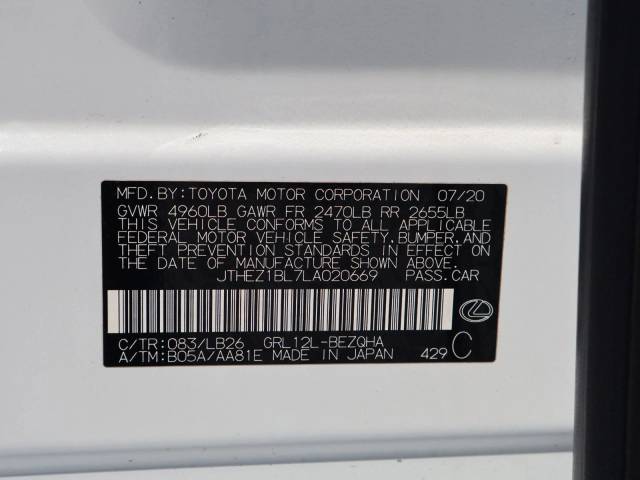 MFD.BY:TOYOTA MOTOR CORPORATION 07/20
GVWR 4960LB GAWR FR 2470LB RR 2655LB
THIS VEHICLE CONFORMS TO ALL APPLICABLE
FEDERAL MOTOR VEHICLE SAFETY,BUMPER,AND
THEFT PREVENTION STANDARDS IN EFFECT ON
THE DATE OF MANUFACTURE SHOWN ABOVE.
JTHEZ1BL7LA020669 PASS.CAR
C/TR:083/LB26 GRL12L-BEZQHA
A/TM:B05A/AA81E MADE IN JAPAN 429 C